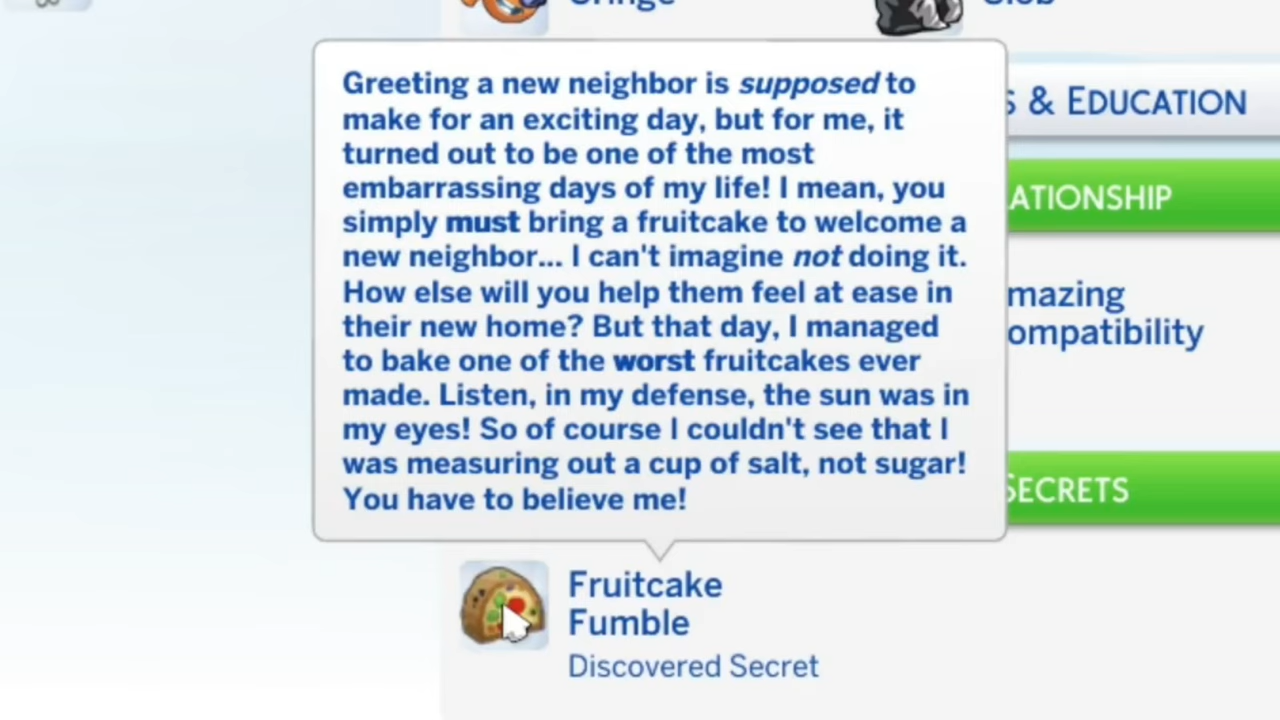 Greeting a new neighbor is supposed to
make for an exciting day, but for me, it
turned out to be one of the most
embarrassing days of my life! I mean, you
simply must bring a fruitcake to welcome a
new neighbor... I can't imagine not doing it.
How else will you help them feel at ease in
their new home? But that day, I managed
to bake one of the worst fruitcakes ever
made. Listen, in my defense, the sun was in
my eyes! So of course I couldn't see that I
was measuring out a cup of salt, not sugar!
You have to believe me!
& EDUCATION
Fruitcake
Fumble
Discovered Secret